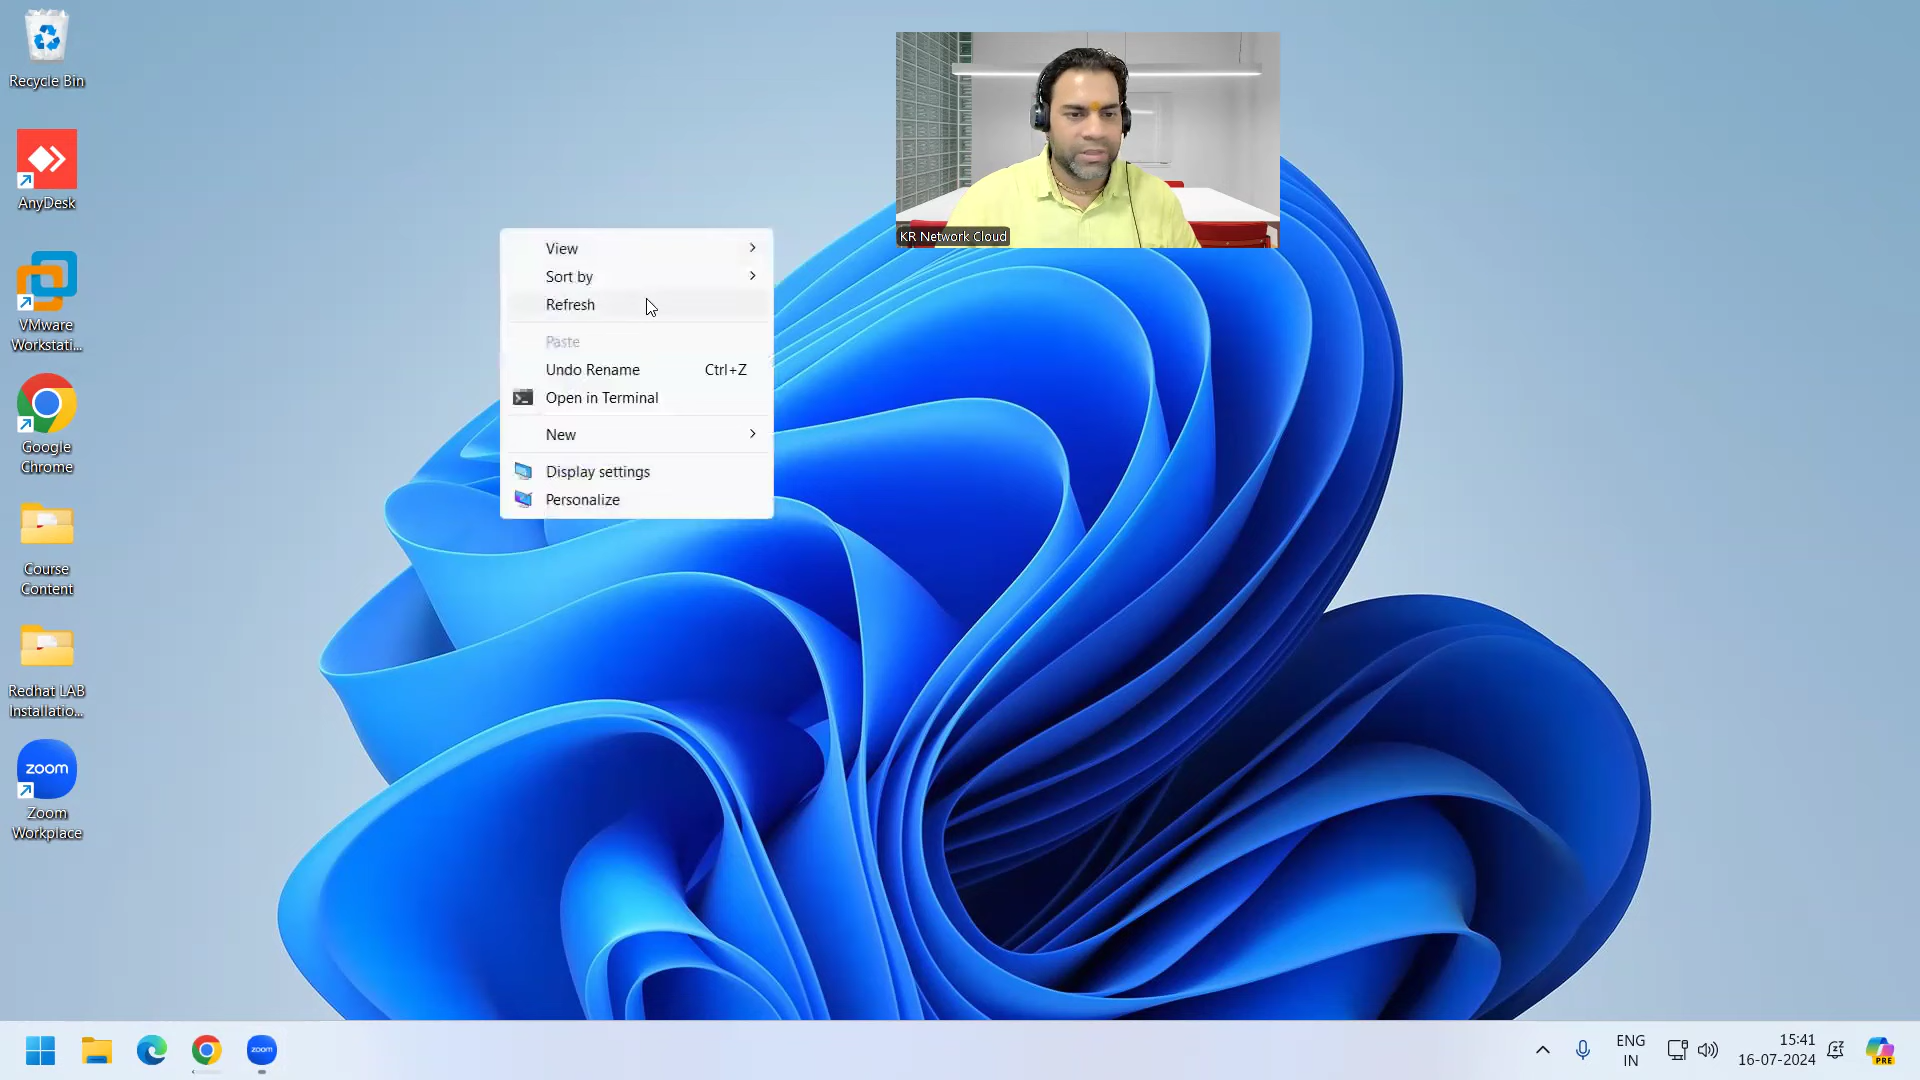 Recycle Bin
AnyDesk
VMware
Workstati...
Google
Chrome
Course
Content
Redhat LAB
Installatio...
zoom
Zoom
Workplace
KR Network Cloud
View
Sort by
Refresh
Paste
Undo Rename Ctrl+Z
Open in Terminal
New
Display settings
Personalize
zoom
ENG
IN
15:41
16-07-2024
PRE